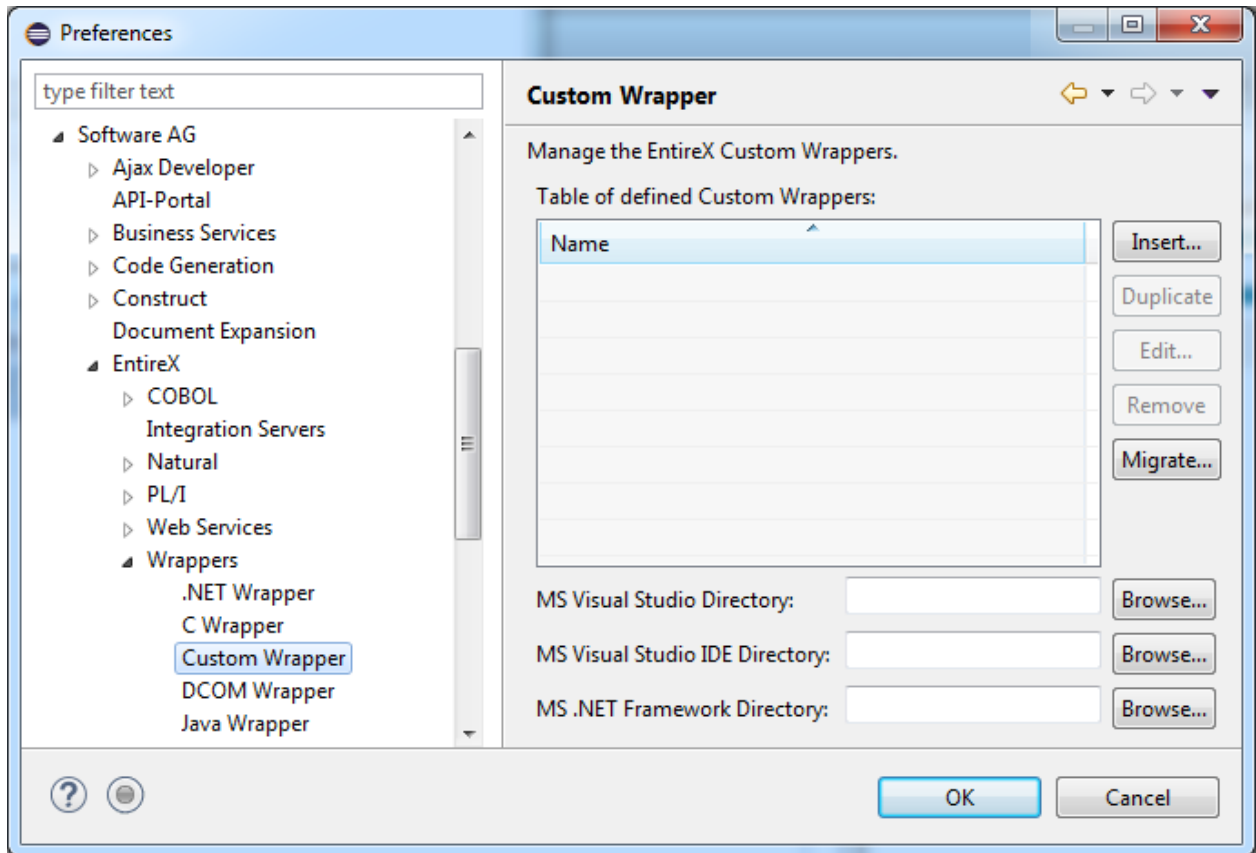 Preferences
type filter text
Software AG
Ajax Developer
API-Portal
Business Services
Code Generation
Construct
Document Expansion
EntireX
COBOL
Integration Servers
Natural
PL/I
Web Services
Wrappers
.NET Wrapper
C Wrapper
Custom Wrapper
DCOM Wrapper
Java Wrapper
Custom Wrapper
Manage the EntireX Custom Wrappers.
Table of defined Custom Wrappers:
Name
Insert...
Duplicate
Edit...
Remove
Migrate...
MS Visual Studio Directory:
Browse...
MS Visual Studio IDE Directory:
Browse...
MS .NET Framework Directory:
Browse...
?
OK
Cancel